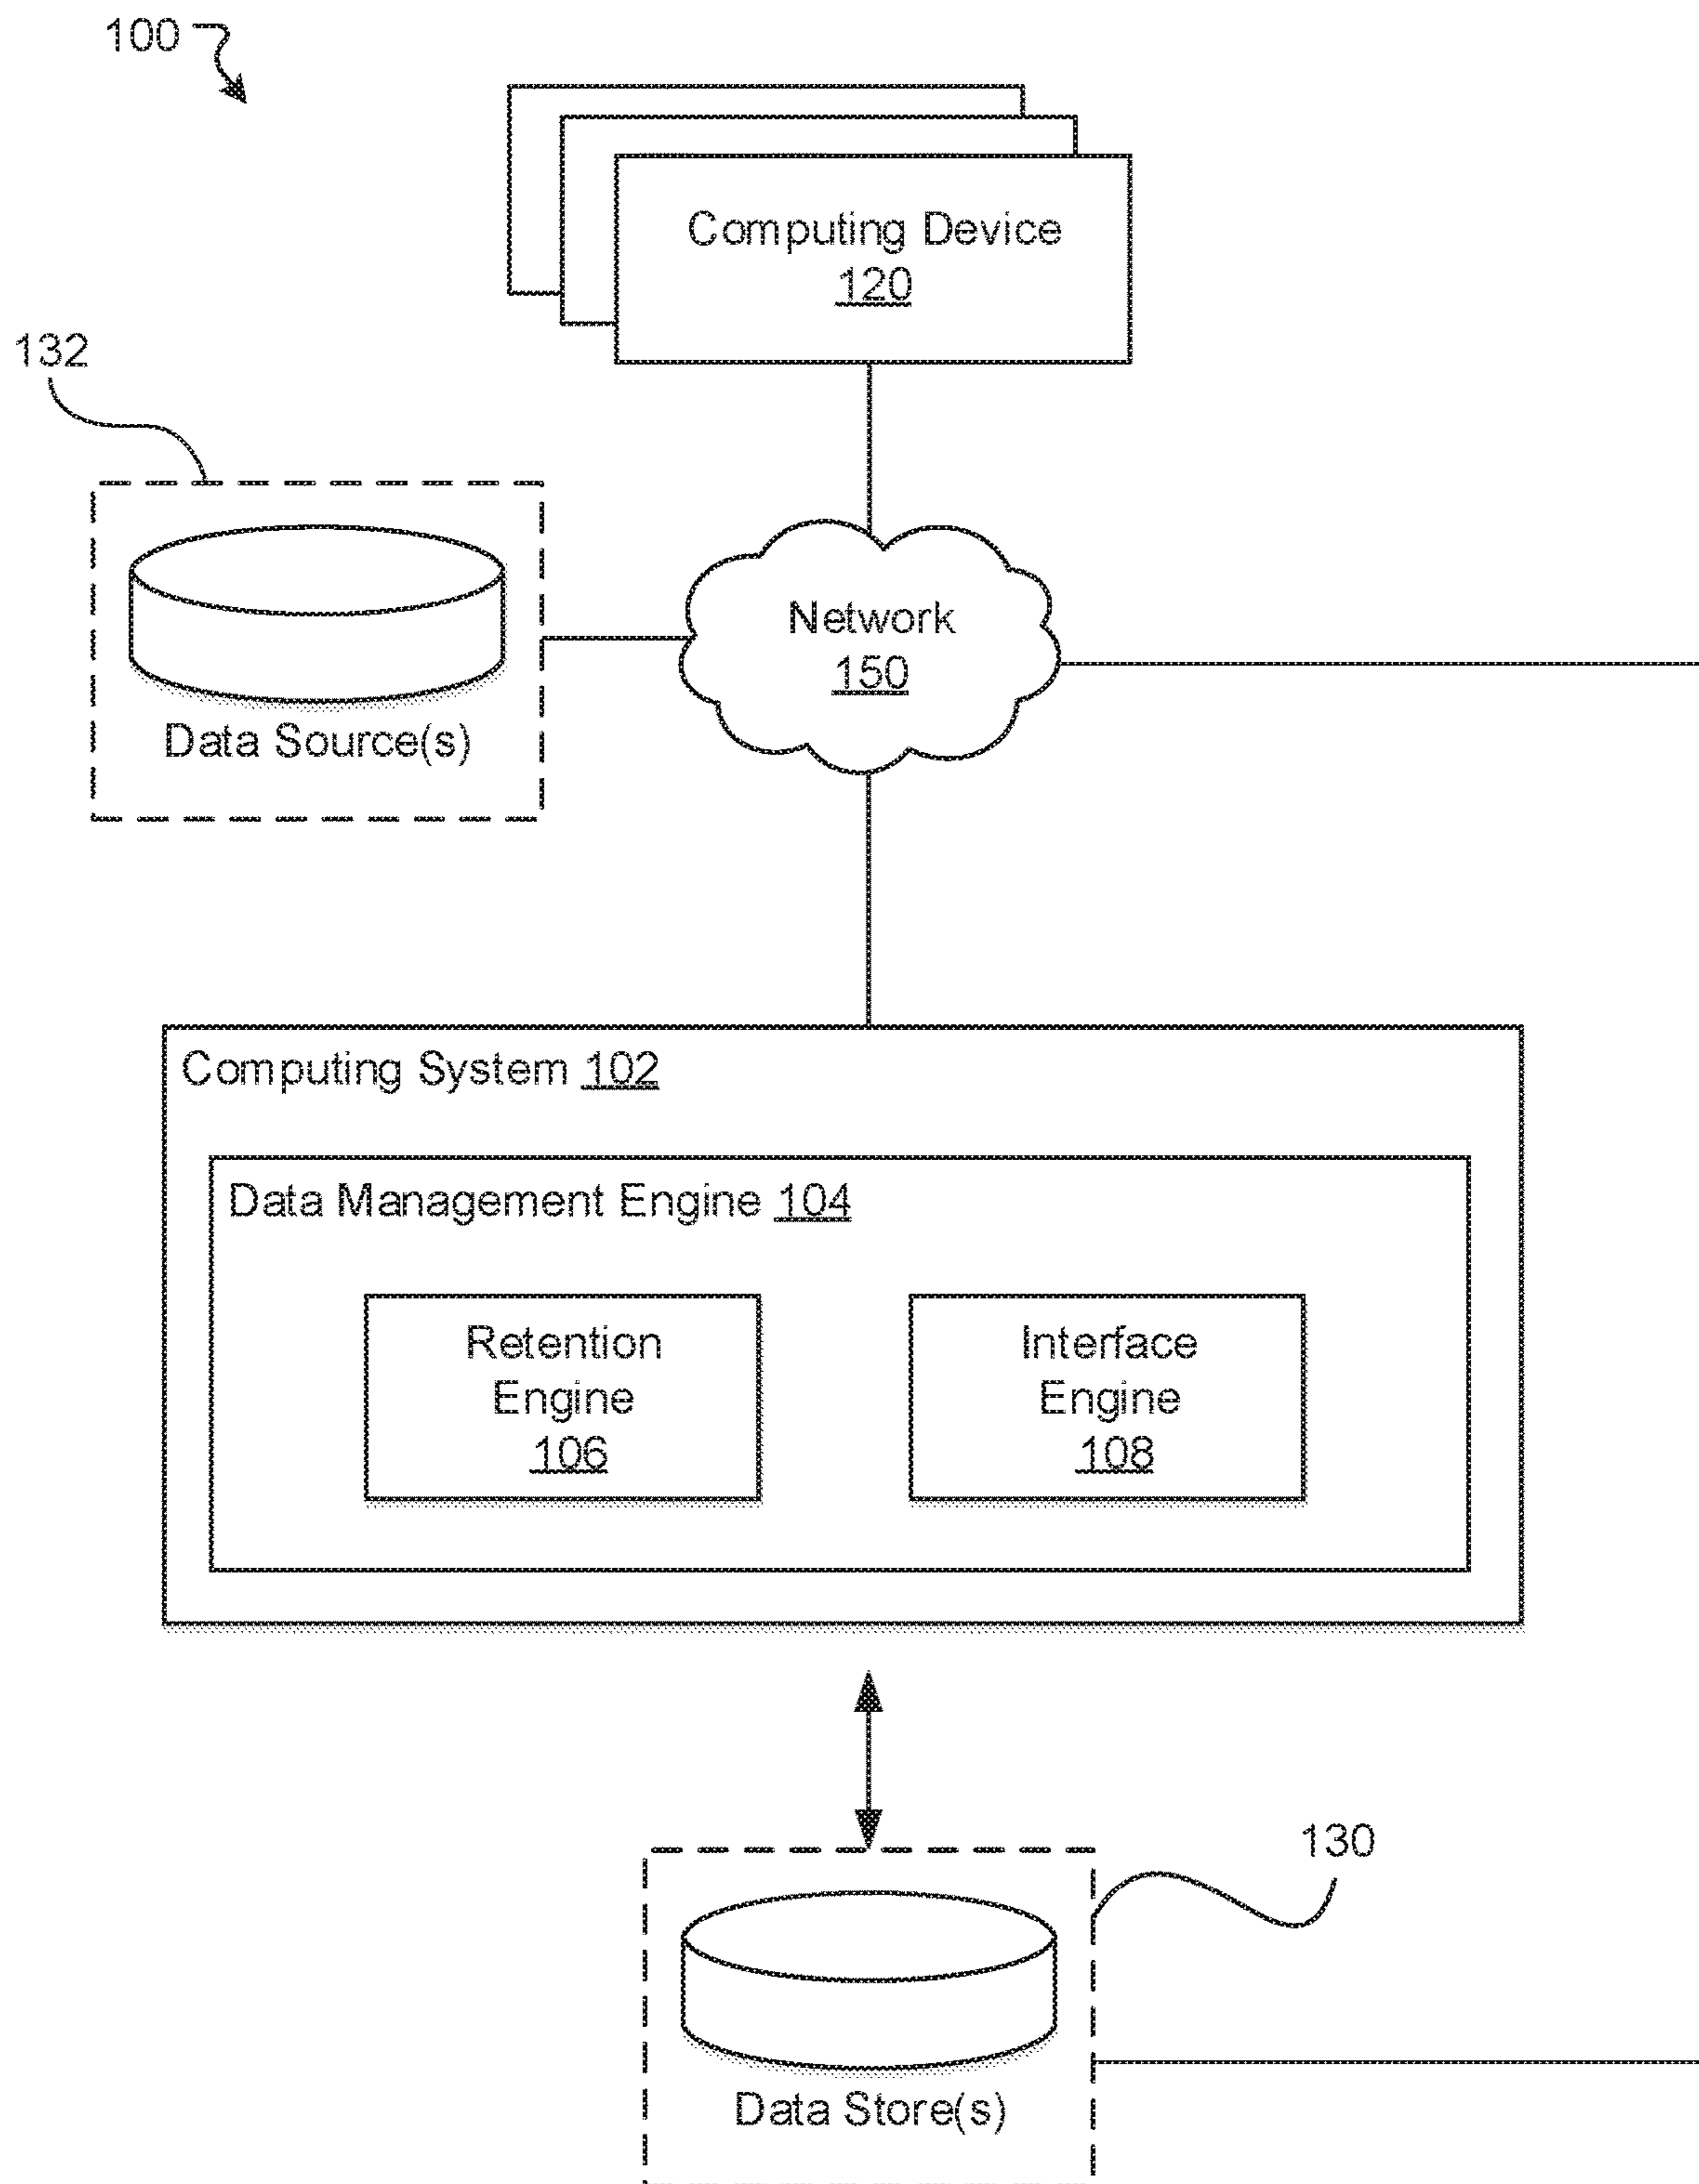 100
Computing Device
120
132
Network
150
Data Source(s)
Computing System 102
Data Management Engine 104
Retention
Engine
106
Interface
Engine
108
130
Data Store(s)